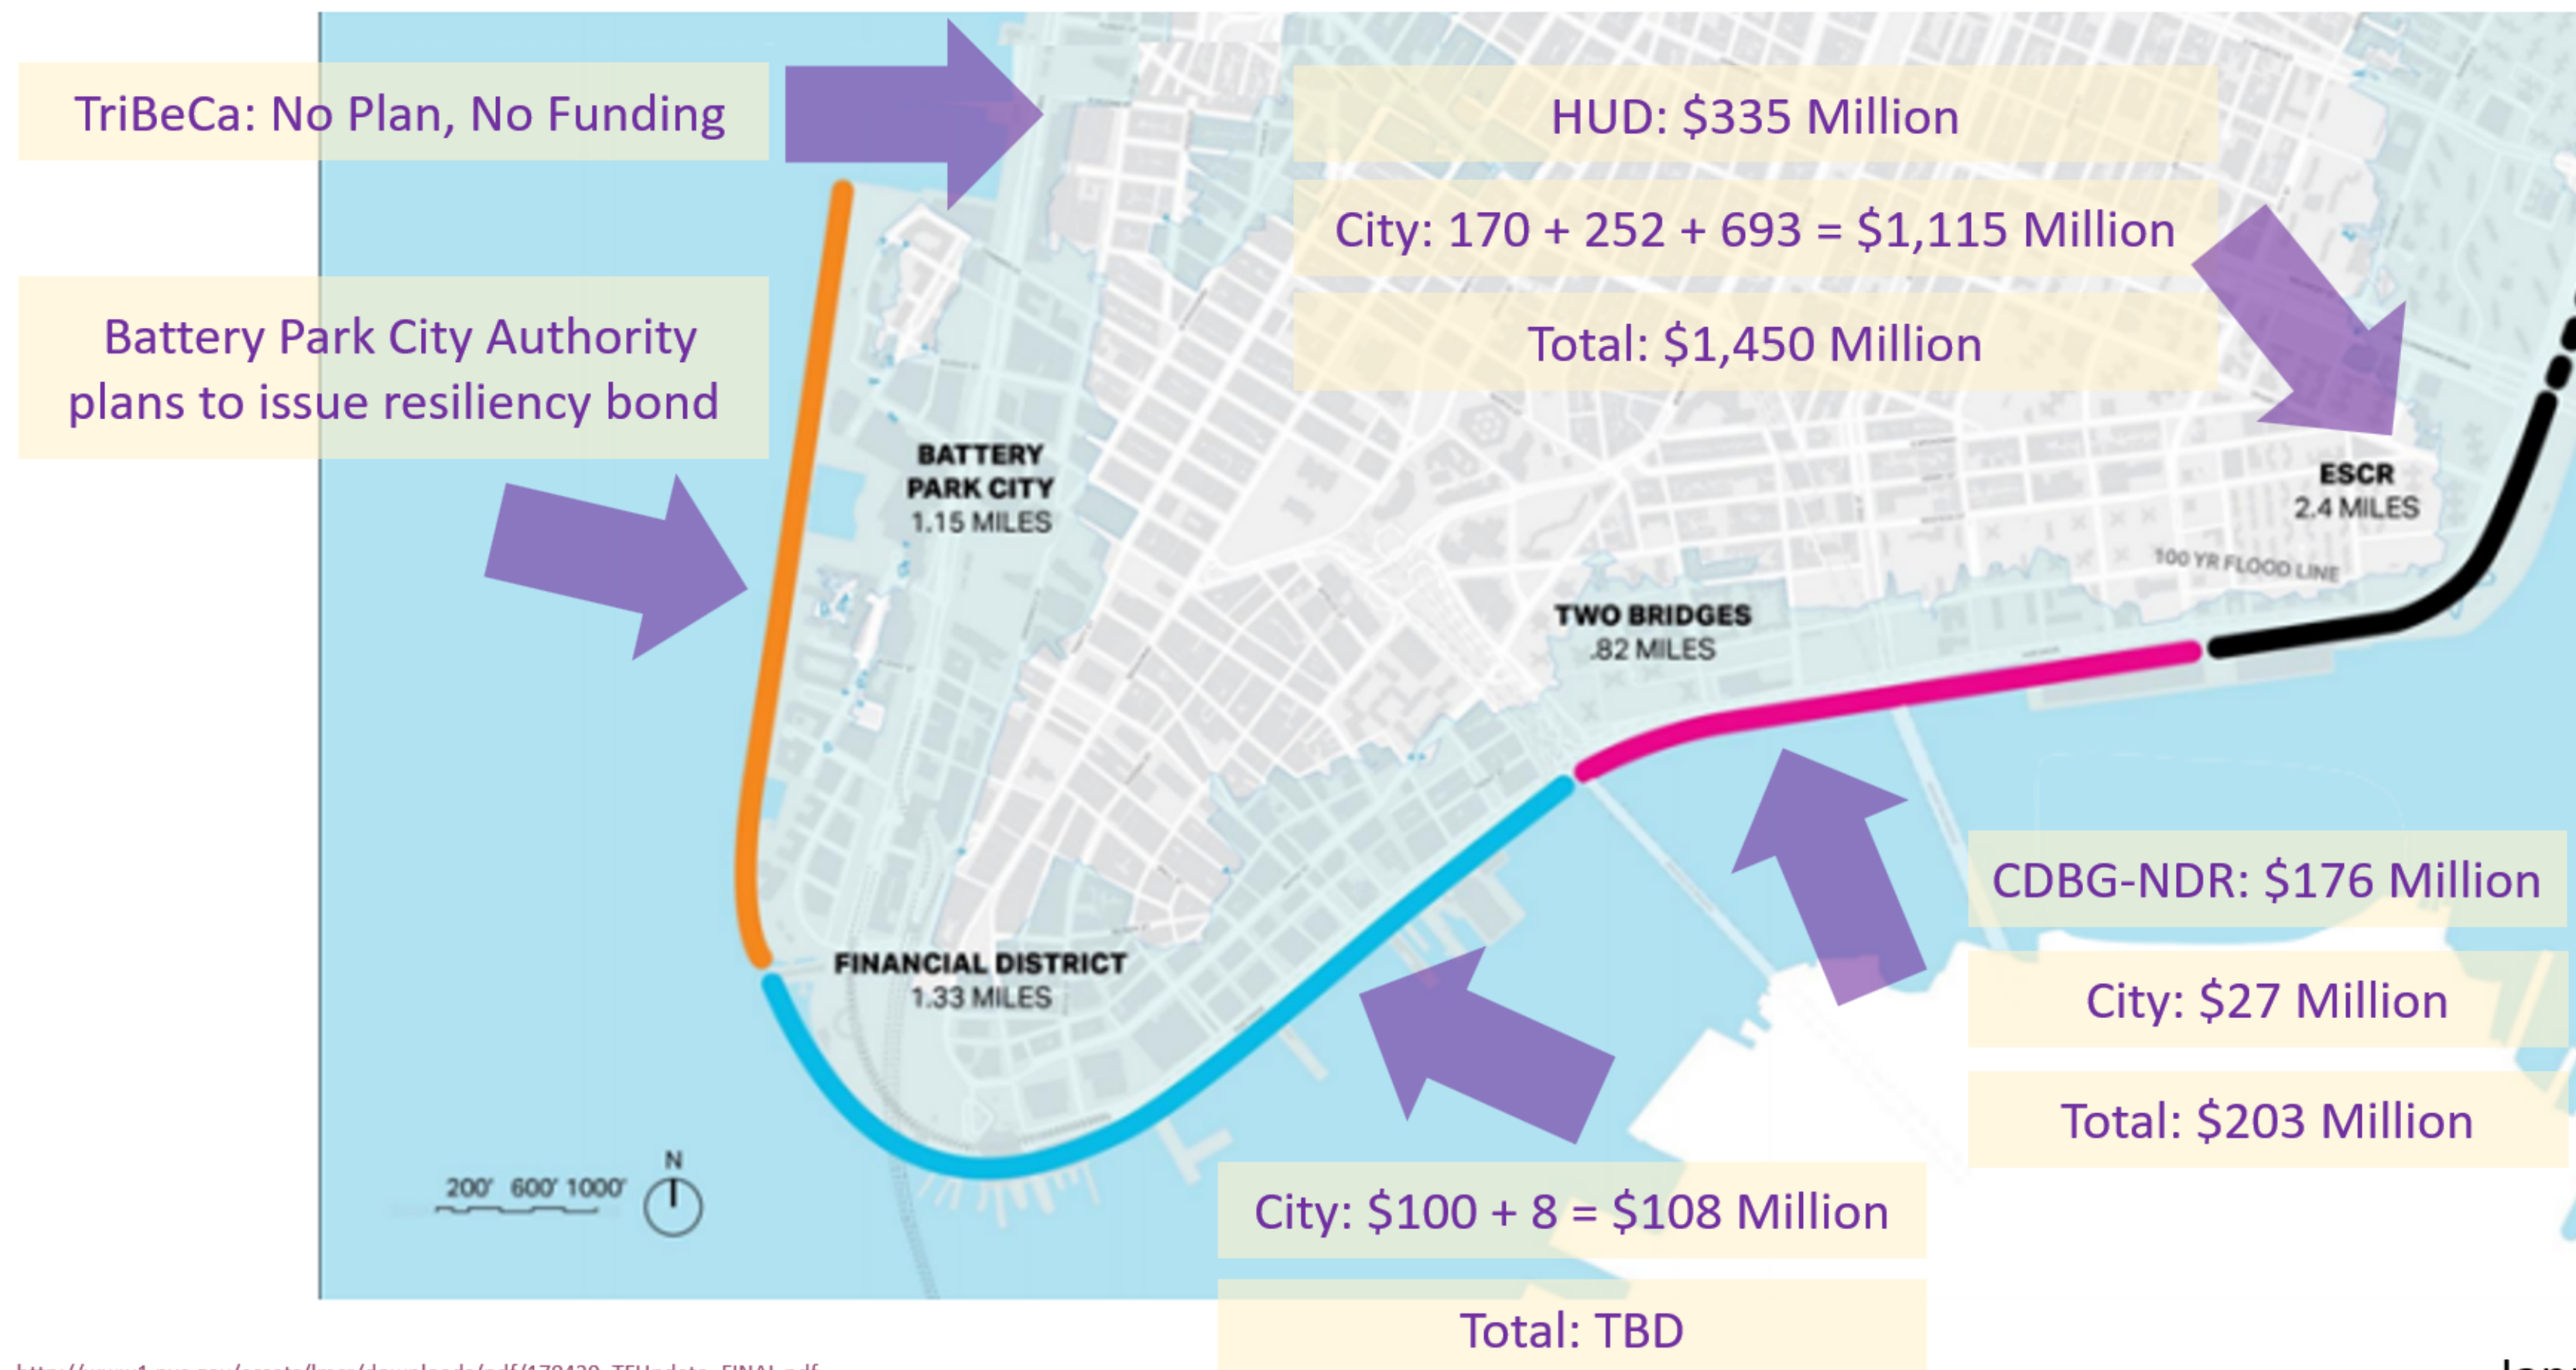 TriBeCa: No Plan, No Funding
HUD: $335 Million
City: 170 + 252 + 693 = $1,115 Million
Total: $1,450 Million
Battery Park City Authority
plans to issue resiliency bond
BATTERY
PARK CITY
1.15 MILES
ESCR
2.4 MILES
100 YR FLOOD LINE
TWO BRIDGES
.82 MILES
FINANCIAL DISTRICT
1.33 MILES
CDBG-NDR: $176 Million
City: $27 Million
Total: $203 Million
N
200' 600' 1000'
City: $100 + 8 = $108 Million
Total: TBD